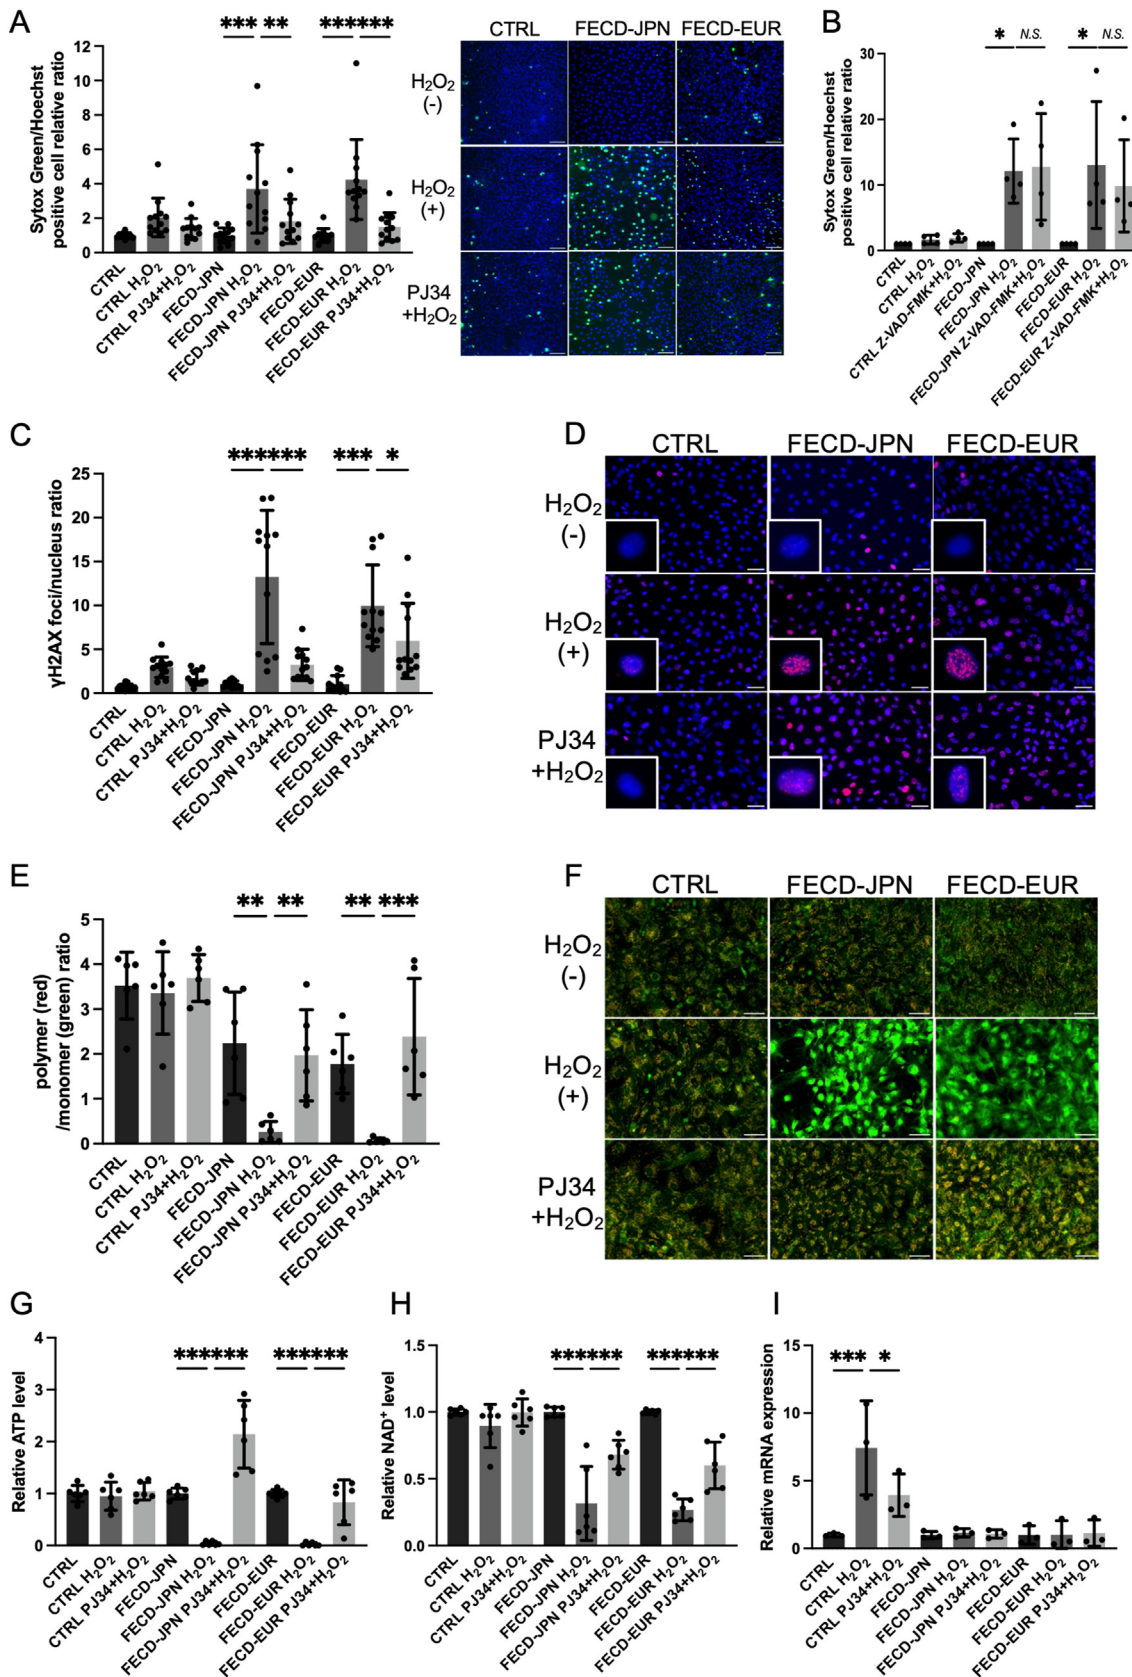 A
*** ** ******
Sytox Green/Hoechst
positive cell relative ratio
12
10
8
6
4
2
0
CTRL
CTRL H₂O₂
CTRL PJ34+H₂O₂
FECD-JPN
FECD-JPN H₂O₂
FECD-JPN PJ34+H₂O₂
FECD-EUR
FECD-EUR H₂O₂
FECD-EUR PJ34+H₂O₂
CTRL FECD-JPN FECD-EUR
H₂O₂
(-)
H₂O₂
(+)
PJ34
+H₂O₂
B
* N.S. * N.S.
Sytox Green/Hoechst
positive cell relative ratio
30
20
10
0
CTRL
CTRL H₂O₂
CTRL Z-VAD-FMK+H₂O₂
FECD-JPN
FECD-JPN H₂O₂
FECD-JPN Z-VAD-FMK+H₂O₂
FECD-EUR
FECD-EUR H₂O₂
FECD-EUR Z-VAD-FMK+H₂O₂
C
****** *** *
γH2AX foci/nucleus ratio
25
20
15
10
5
0
CTRL
CTRL H₂O₂
CTRL PJ34+H₂O₂
FECD-JPN
FECD-JPN H₂O₂
FECD-JPN PJ34+H₂O₂
FECD-EUR
FECD-EUR H₂O₂
FECD-EUR PJ34+H₂O₂
D
CTRL FECD-JPN FECD-EUR
H₂O₂
(-)
H₂O₂
(+)
PJ34
+H₂O₂
E
** ** ** ***
polymer (red)
/monomer (green) ratio
5
4
3
2
1
0
CTRL
CTRL H₂O₂
CTRL PJ34+H₂O₂
FECD-JPN
FECD-JPN H₂O₂
FECD-JPN PJ34+H₂O₂
FECD-EUR
FECD-EUR H₂O₂
FECD-EUR PJ34+H₂O₂
F
CTRL FECD-JPN FECD-EUR
H₂O₂
(-)
H₂O₂
(+)
PJ34
+H₂O₂
G
****** ******
Relative ATP level
4
3
2
1
0
CTRL
CTRL H₂O₂
CTRL PJ34+H₂O₂
FECD-JPN
FECD-JPN H₂O₂
FECD-JPN PJ34+H₂O₂
FECD-EUR
FECD-EUR H₂O₂
FECD-EUR PJ34+H₂O₂
H
****** ******
Relative NAD⁺ level
1.5
1.0
0.5
0.0
CTRL
CTRL H₂O₂
CTRL PJ34+H₂O₂
FECD-JPN
FECD-JPN H₂O₂
FECD-JPN PJ34+H₂O₂
FECD-EUR
FECD-EUR H₂O₂
FECD-EUR PJ34+H₂O₂
I
*** *
Relative mRNA expression
15
10
5
0
CTRL
CTRL H₂O₂
CTRL PJ34+H₂O₂
FECD-JPN
FECD-JPN H₂O₂
FECD-JPN PJ34+H₂O₂
FECD-EUR
FECD-EUR H₂O₂
FECD-EUR PJ34+H₂O₂